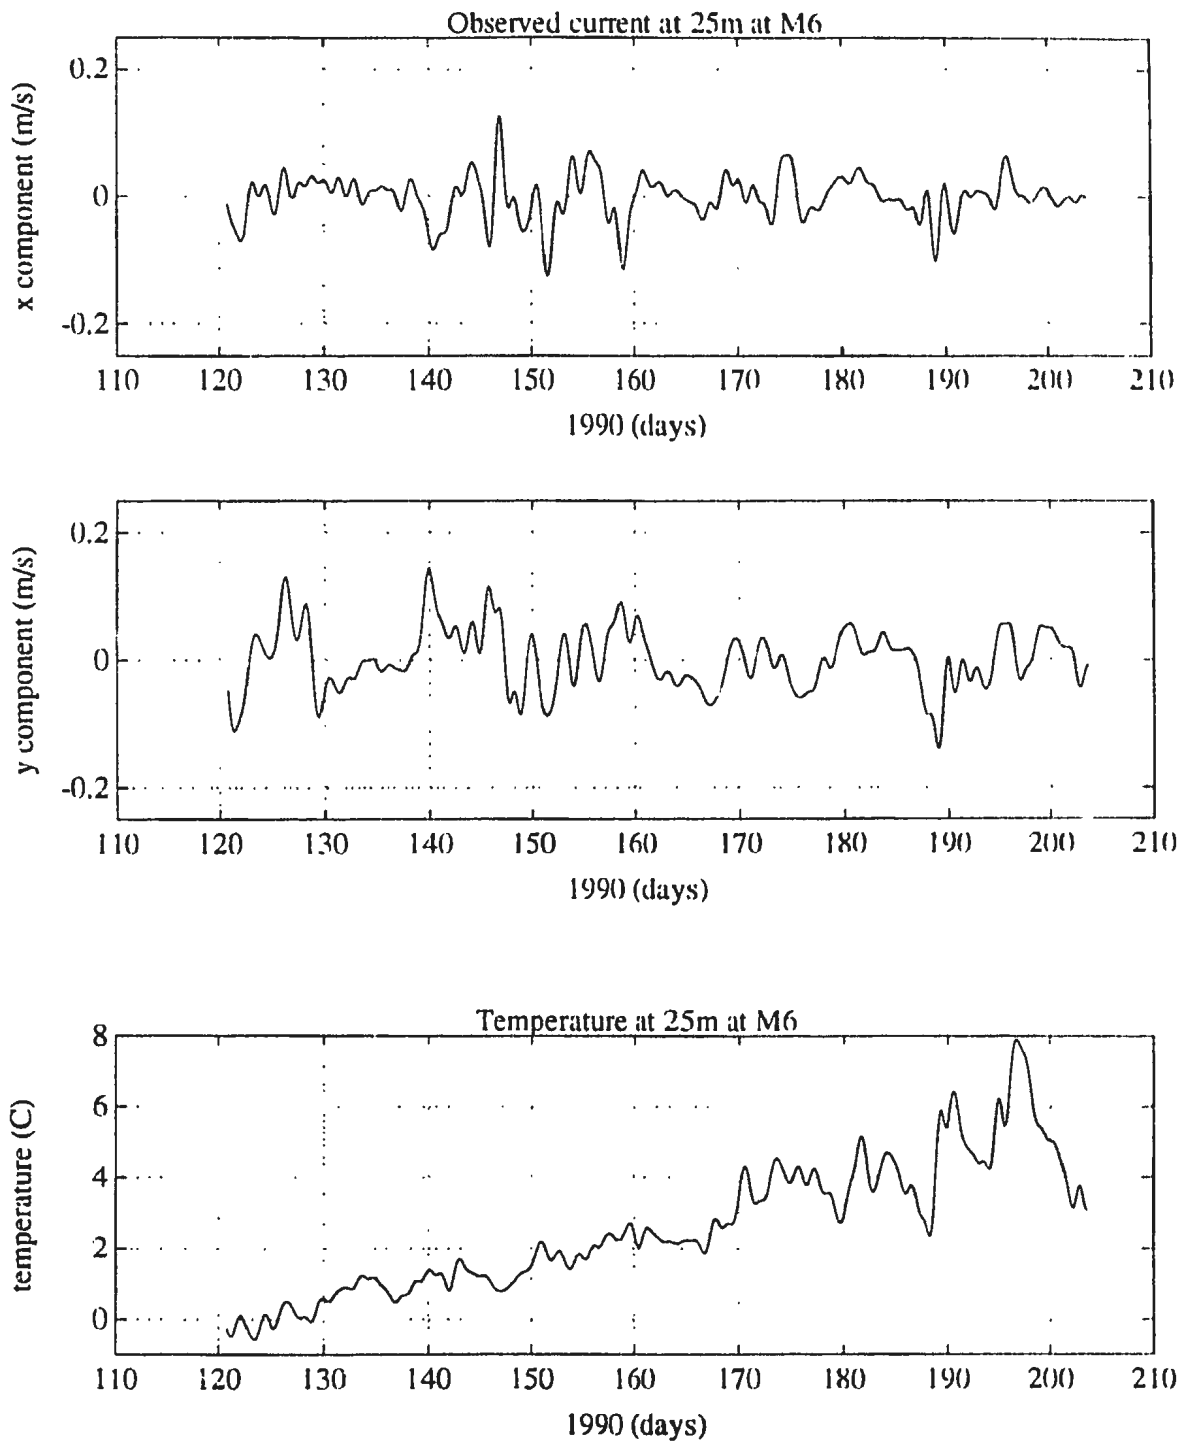 Observed current at 25m at M6
x component (m/s)
0.2
0
-0.2
110 120 130 140 150 160 170 180 190 200 210
1990 (days)
y component (m/s)
0.2
0
-0.2
110 120 130 140 150 160 170 180 190 200 210
1990 (days)
Temperature at 25m at M6
temperature (C)
8
6
4
2
0
110 120 130 140 150 160 170 180 190 200 210
1990 (days)